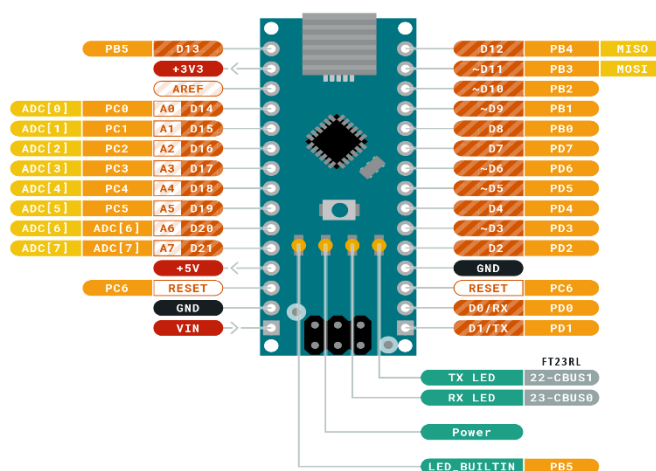 PB5 D13 D12 PB4 MISO
+3V3 ~D11 PB3 MOSI
AREF ~D10 PB2
ADC[0] PC0 A0 D14 ~D9 PB1
ADC[1] PC1 A1 D15 D8 PB0
ADC[2] PC2 A2 D16 D7 PD7
ADC[3] PC3 A3 D17 ~D6 PD6
ADC[4] PC4 A4 D18 ~D5 PD5
ADC[5] PC5 A5 D19 D4 PD4
ADC[6] ADC[6] A6 D20 ~D3 PD3
ADC[7] ADC[7] A7 D21 D2 PD2
+5V GND
PC6 RESET RESET PC6
GND D0/RX PD0
VIN D1/TX PD1
FT23RL
TX LED 22-CBUS1
RX LED 23-CBUS0
Power
LED_BUILTIN PB5